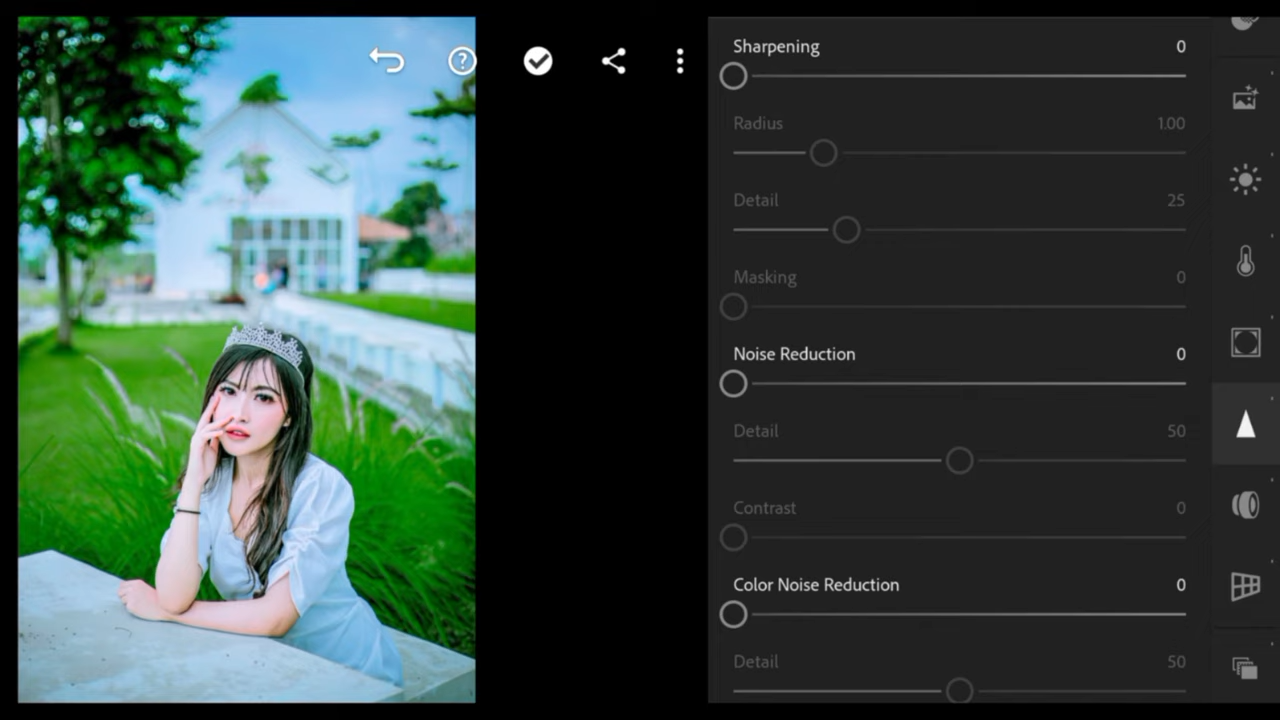 Sharpening 0
Radius 1.00
Detail 25
Masking 0
Noise Reduction 0
Detail 50
Contrast 0
Color Noise Reduction 0
Detail 50